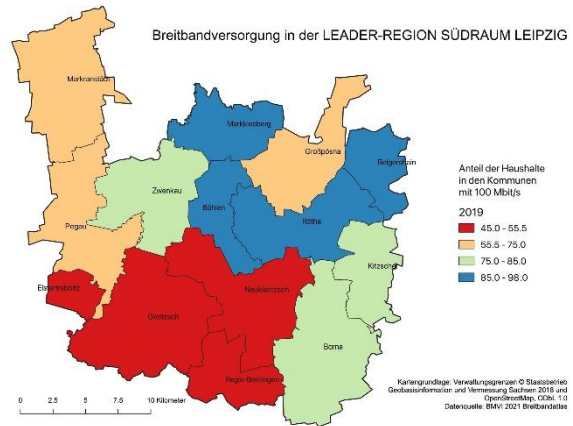 Breitbandversorgung in der LEADER-REGION SÜDRAUM LEIPZIG
Markranstädt
Markkleeberg
Großpösna
Belgershain
Zwenkau
Böhlen
Rötha
Pegau
Kitzscher
Elstertrebnitz
Neukieritzsch
Groitzsch
Borna
Regis-Breitingen
Anteil der Haushalte
in den Kommunen
mit 100 Mbit/s
2019
45.0 - 55.5
55.5 - 75.0
75.0 - 85.0
85.0 - 98.0
0 2.5 5 7.5 10 Kilometer
Kartengrundlage: Verwaltungsgrenzen © Staatsbetrieb
Geobasisinformation und Vermessung Sachsen 2018 und
OpenStreetMap, ODbL 1.0
Datenquelle: BMVI 2021 Breitbandatlas